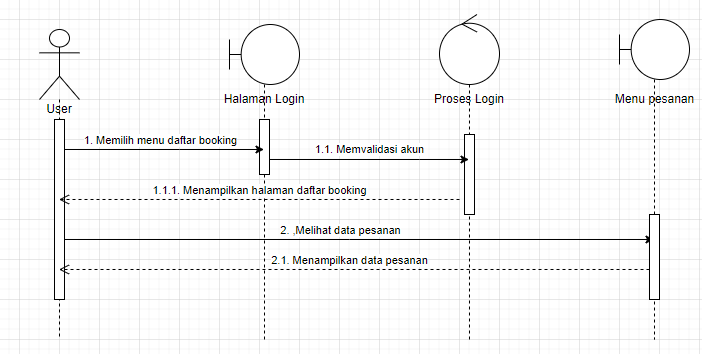 User
Halaman Login
Proses Login
Menu pesanan
1. Memilih menu daftar booking
1.1. Memvalidasi akun
1.1.1. Menampilkan halaman daftar booking
2. ,Melihat data pesanan
2.1. Menampilkan data pesanan